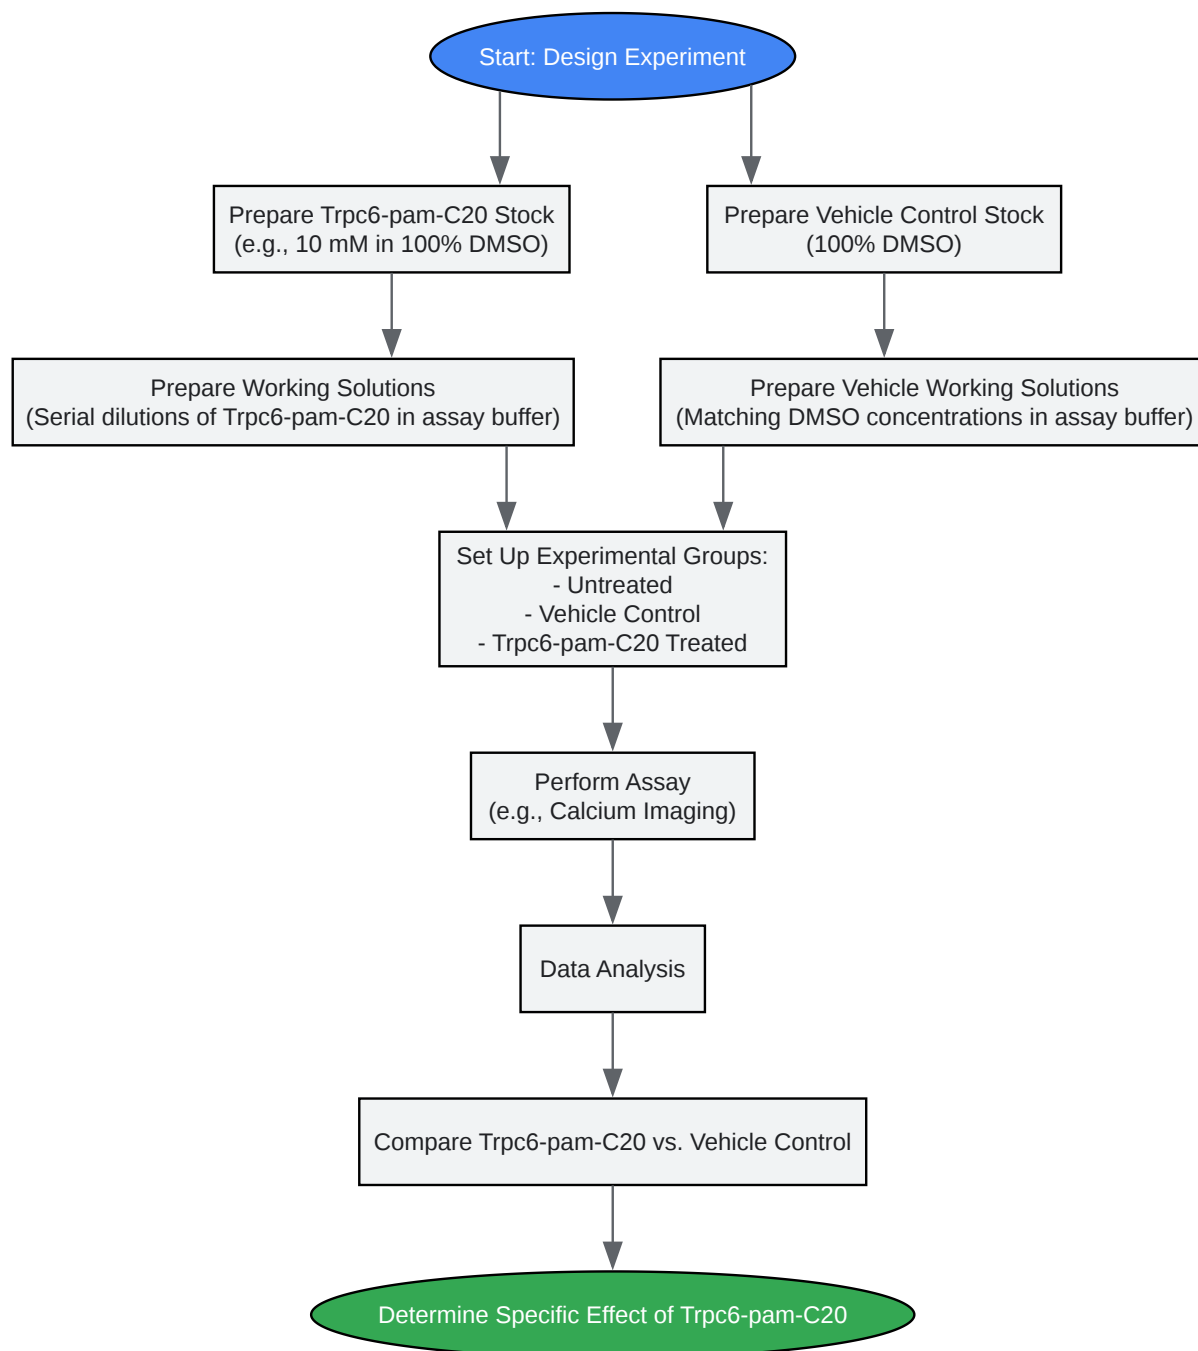 Start: Design Experiment
Prepare Trpc6-pam-C20 Stock
(e.g., 10 mM in 100% DMSO)
Prepare Vehicle Control Stock
(100% DMSO)
Prepare Working Solutions
(Serial dilutions of Trpc6-pam-C20 in assay buffer)
Prepare Vehicle Working Solutions
(Matching DMSO concentrations in assay buffer)
Set Up Experimental Groups:
- Untreated
- Vehicle Control
- Trpc6-pam-C20 Treated
Perform Assay
(e.g., Calcium Imaging)
Data Analysis
Compare Trpc6-pam-C20 vs. Vehicle Control
Determine Specific Effect of Trpc6-pam-C20